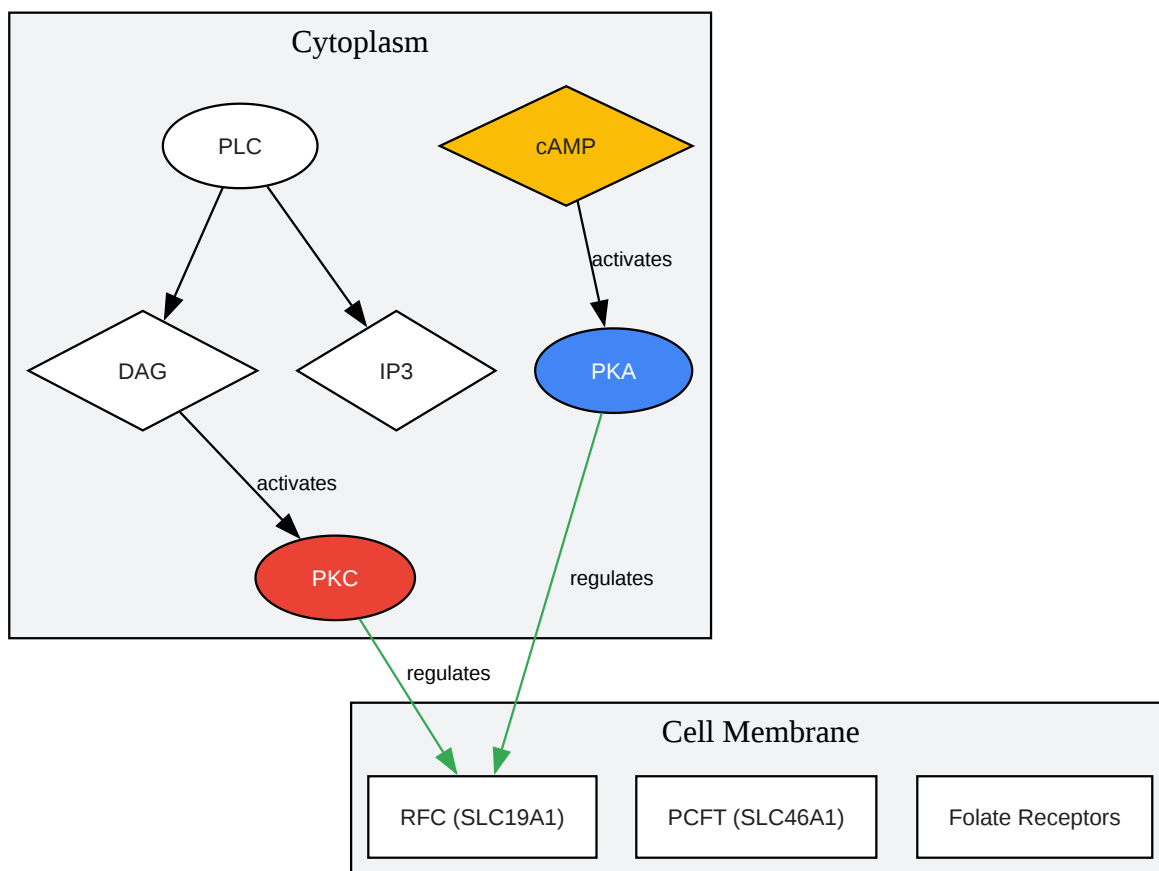 Cytoplasm
PLC
cAMP
activates
DAG
IP3
PKA
activates
PKC
regulates
regulates
Cell Membrane
RFC (SLC19A1)
PCFT (SLC46A1)
Folate Receptors